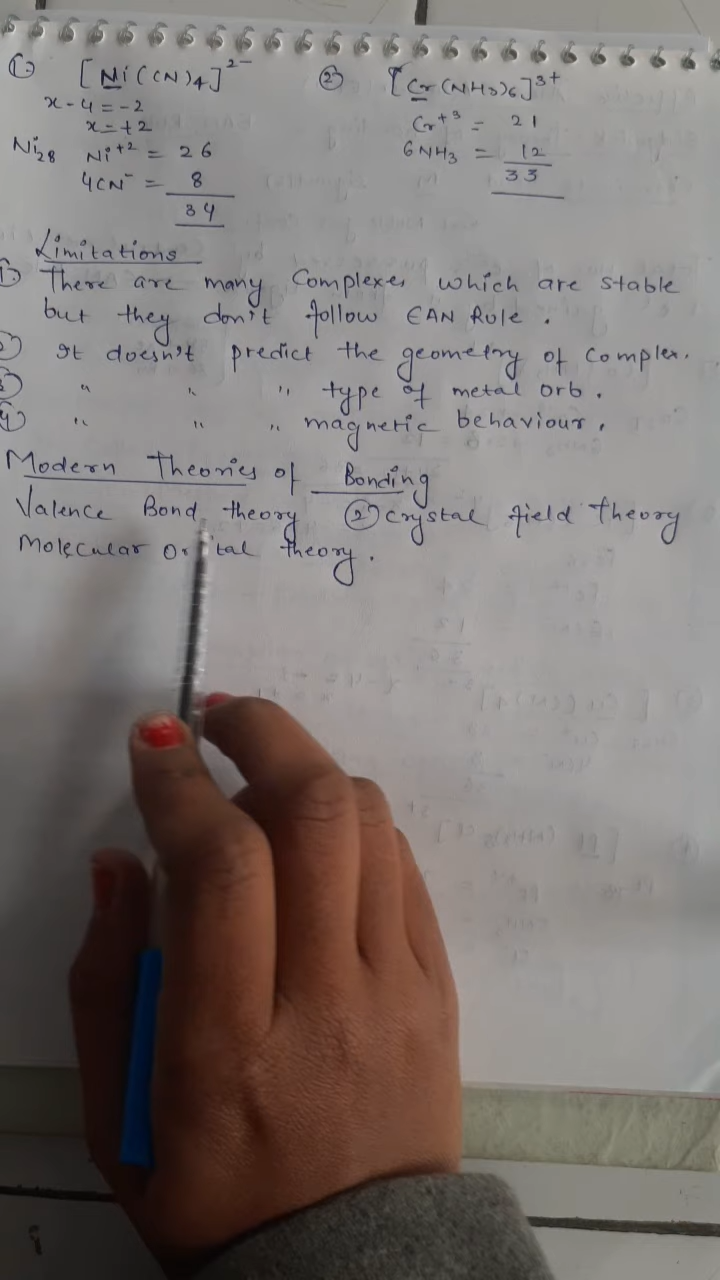 1. [Ni(CN)4]2-
x-4=-2
x=+2
Ni28 Ni+2 = 26
4CN- = 8
34
2) [Cr(NH3)6]3+
Cr+3 = 21
6NH3 = 12
33
Limitations
1) There are many Complexes which are stable
but they don't follow EAN Rule.
2) It doesn't predict the geometry of Complex.
3) " " " type of metal orb.
4) " " " magnetic behaviour.
Modern Theories of Bonding
Valence Bond theory (2) Crystal field Theory
Molecular Orbital theory.